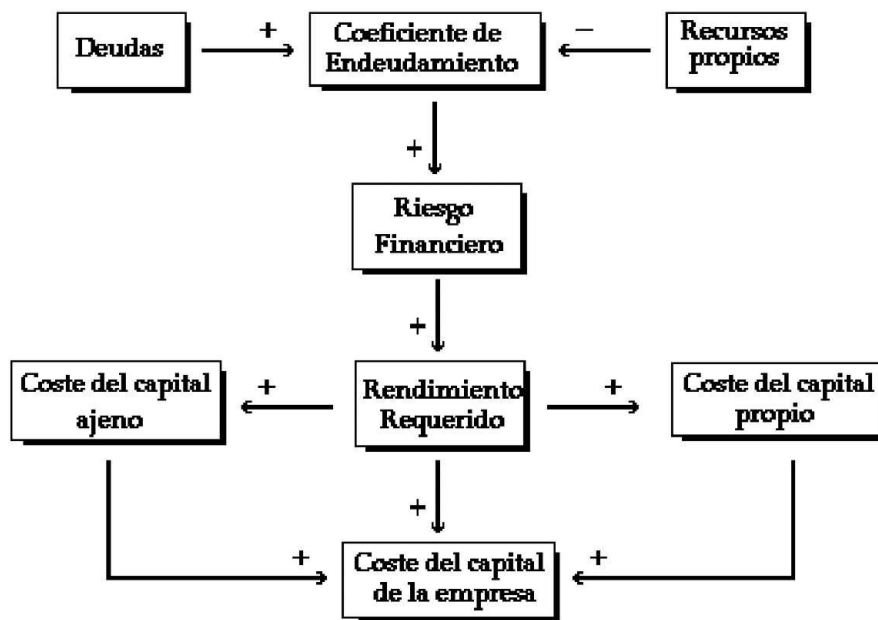 Deudas
+
Coeficiente de
Endeudamiento
−
Recursos
propios
+
Riesgo
Financiero
+
Coste del capital
ajeno
+
Rendimiento
Requerido
+
Coste del capital
propio
+
+
Coste del capital
de la empresa
+